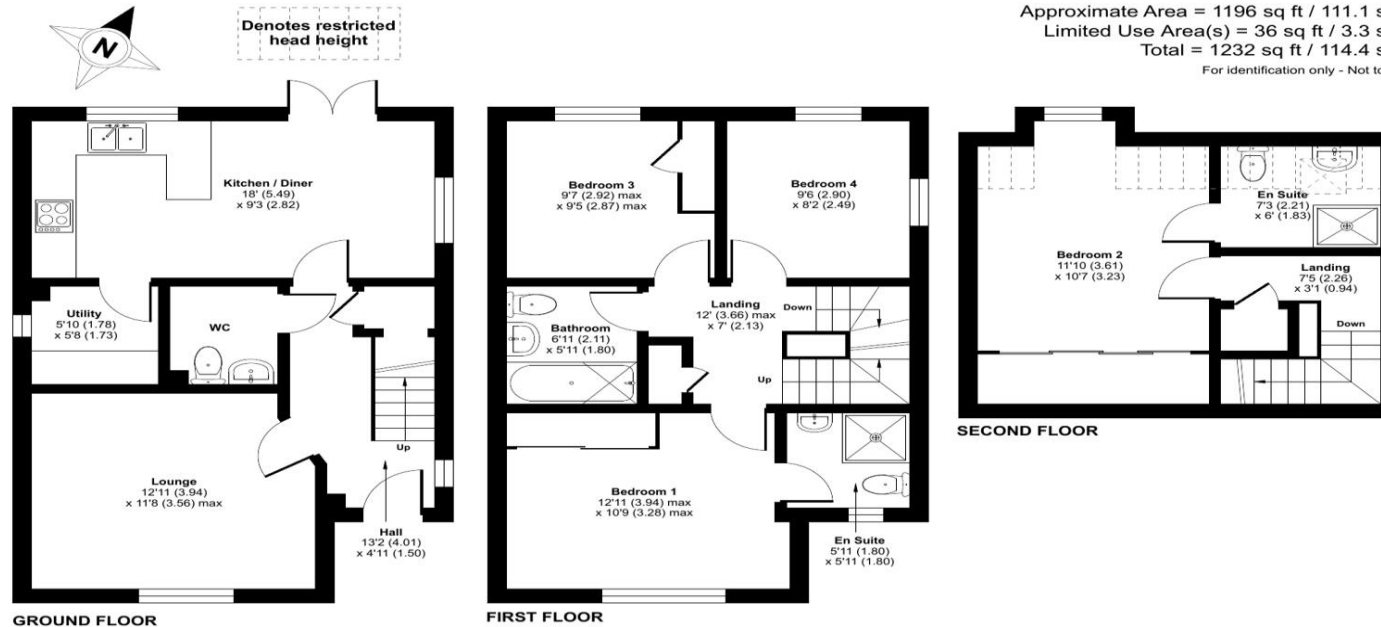 N
Denotes restricted
head height
Approximate Area = 1196 sq ft / 111.1 s
Limited Use Area(s) = 36 sq ft / 3.3 s
Total = 1232 sq ft / 114.4 s
For identification only - Not to
Kitchen / Diner
18' (5.49)
x 9'3 (2.82)
Utility
5'10 (1.78)
x 5'8 (1.73)
WC
Up
Lounge
12'11 (3.94)
x 11'8 (3.56) max
Hall
13'2 (4.01)
x 4'11 (1.50)
GROUND FLOOR
Bedroom 3
9'7 (2.92) max
x 9'5 (2.87) max
Bedroom 4
9'6 (2.90)
x 8'2 (2.49)
Landing
12' (3.66) max
x 7' (2.13)
Down
Bathroom
6'11 (2.11)
x 5'11 (1.80)
Up
Bedroom 1
12'11 (3.94) max
x 10'9 (3.28) max
En Suite
5'11 (1.80)
x 5'11 (1.80)
FIRST FLOOR
En Suite
7'3 (2.21)
x 6' (1.83)
Bedroom 2
11'10 (3.61)
x 10'7 (3.23)
Landing
7'5 (2.26)
x 3'1 (0.94)
Down
SECOND FLOOR